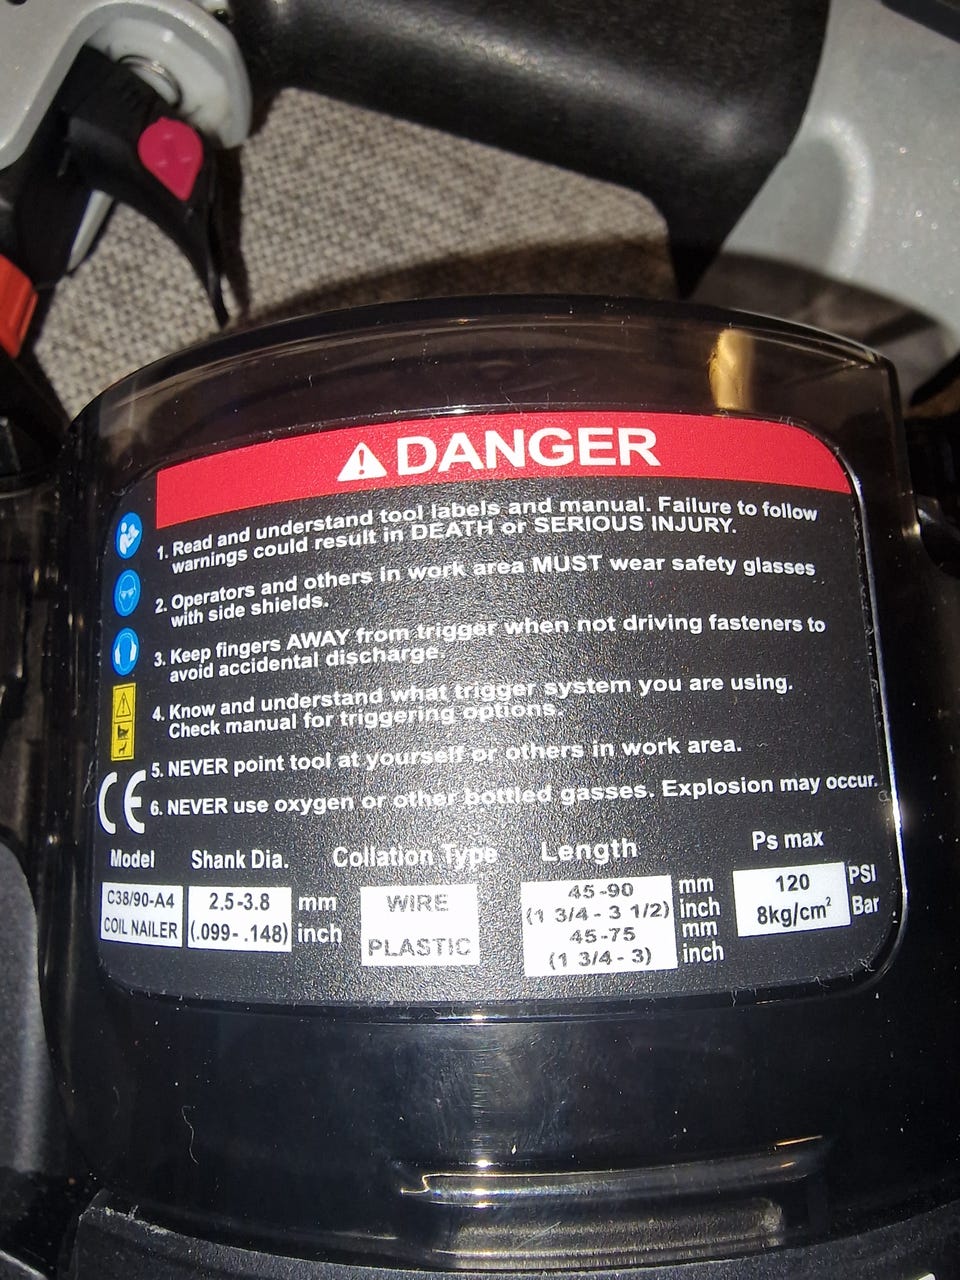 DANGER
1. Read and understand tool labels and manual. Failure to follow
warnings could result in DEATH or SERIOUS INJURY.
2. Operators and others in work area MUST wear safety glasses
with side shields.
3. Keep fingers AWAY from trigger when not driving fasteners to
avoid accidental discharge.
4. Know and understand what trigger system you are using.
Check manual for triggering options.
5. NEVER point tool at yourself or others in work area.
6. NEVER use oxygen or other bottled gasses. Explosion may occur.
CE
Model Shank Dia. Collation Type Length Ps max
C38/90-A4 2.5-3.8 mm WIRE 45-90 mm 120 PSI
(1 3/4 - 3 1/2) inch 8kg/cm² Bar
COIL NAILER (.099- .148) inch PLASTIC 45-75 mm
(1 3/4 - 3) inch